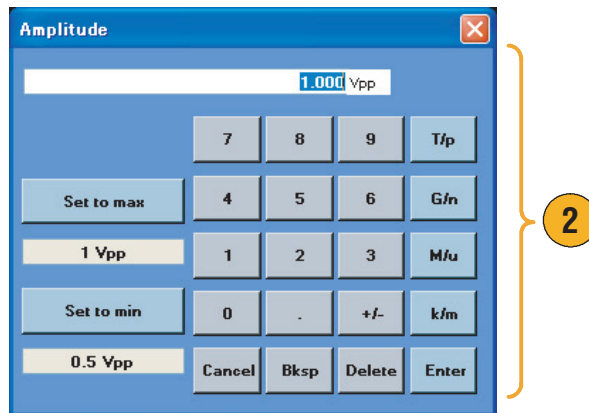 Amplitude
1.000 Vpp
7 8 9 T/p
Set to max 4 5 6 G/n
1 Vpp 1 2 3 M/u
Set to min 0 . +/- k/m
0.5 Vpp Cancel Bksp Delete Enter
2